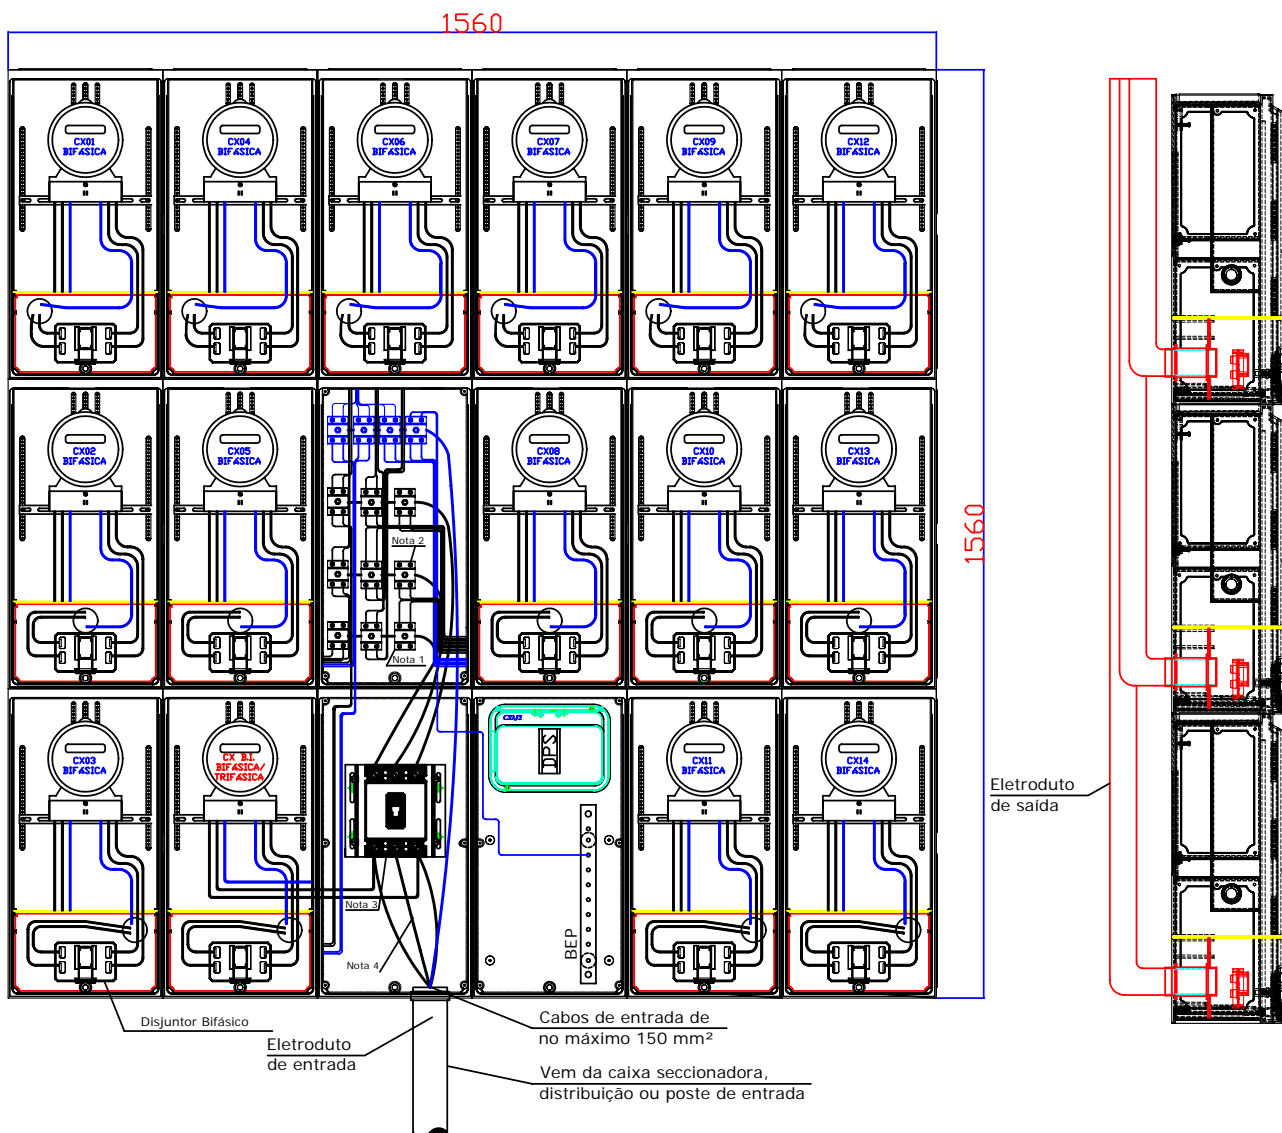 1560
CX01
BIFÁSICA
CX04
BIFÁSICA
CX06
BIFÁSICA
CX07
BIFÁSICA
CX09
BIFÁSICA
CX12
BIFÁSICA
CX02
BIFÁSICA
CX05
BIFÁSICA
CX08
BIFÁSICA
CX10
BIFÁSICA
CX13
BIFÁSICA
Nota 2
Nota 1
1560
CX03
BIFÁSICA
CX B.I.
BIFÁSICA/
TRIFÁSICA
DPS
CX11
BIFÁSICA
CX14
BIFÁSICA
Eletroduto
de saída
Nota 3
Nota 4
BEP
Disjuntor Bifásico
Eletroduto
de entrada
Cabos de entrada de
no máximo 150 mm²
Vem da caixa seccionadora,
distribuição ou poste de entrada